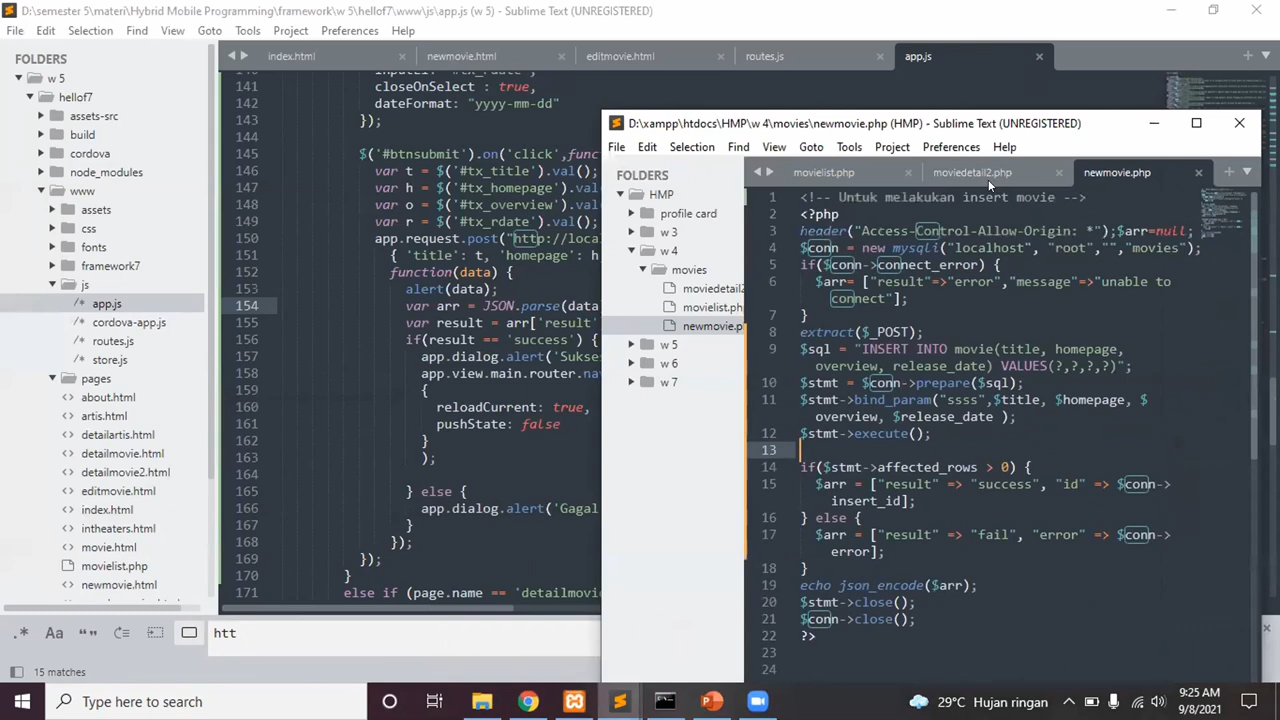 D:\semester 5\materi\Hybrid Mobile Programming\framework\w 5\hellof7\www\js\app.js (w 5) - Sublime Text (UNREGISTERED)
File Edit Selection Find View Goto Tools Project Preferences Help
FOLDERS
w 5
hellof7
assets-src
build
cordova
node_modules
www
assets
css
fonts
framework7
js
app.js
cordova-app.js
routes.js
store.js
pages
about.html
artis.html
detailartis.html
detailmovie.html
detailmovie2.html
editmovie.html
index.html
intheaters.html
movie.html
movielist.php
newmovie.html
index.html newmovie.html editmovie.html routes.js app.js
141 closeOnSelect : true,
142 dateFormat: "yyyy-mm-dd"
143 });
144
145 $('#btnsubmit').on('click',func
146 var t = $('#tx_title').val();
147 var h = $('#tx_homepage').val();
148 var o = $('#tx_overview').val();
149 var r = $('#tx_rdate').val();
150 app.request.post("http://loca
151 { 'title': t, 'homepage': h
152 function(data) {
153 alert(data);
154 var arr = JSON.parse(data
155 var result = arr['result'
156 if(result == 'success') {
157 app.dialog.alert('Sukse
158 app.view.main.router.na
159 {
160 reloadCurrent: true,
161 pushState: false
162 }
163 );
164
165 } else {
166 app.dialog.alert('Gagal
167 }
168 });
169 });
170 }
171 else if (page.name == 'detailmovi
D:\xampp\htdocs\HMP\w 4\movies\newmovie.php (HMP) - Sublime Text (UNREGISTERED)
File Edit Selection Find View Goto Tools Project Preferences Help
FOLDERS
HMP
profile card
w 3
w 4
movies
moviedetail2
movielist.ph
newmovie.p
w 5
w 6
w 7
movielist.php moviedetail2.php newmovie.php
1 <!-- Untuk melakukan insert movie -->
2 <?php
3 header("Access-Control-Allow-Origin: *");$arr=null;
4 $conn = new mysqli("localhost", "root","","movies");
5 if($conn->connect_error) {
6 $arr= ["result"=>"error","message"=>"unable to
connect"];
7 }
8 extract($_POST);
9 $sql = "INSERT INTO movie(title, homepage,
overview, release_date) VALUES(?,?,?,?)";
10 $stmt = $conn->prepare($sql);
11 $stmt->bind_param("ssss",$title, $homepage, $
overview, $release_date );
12 $stmt->execute();
13
14 if($stmt->affected_rows > 0) {
15 $arr = ["result" => "success", "id" => $conn->
insert_id];
16 } else {
17 $arr = ["result" => "fail", "error" => $conn->
error];
18 }
19 echo json_encode($arr);
20 $stmt->close();
21 $conn->close();
22 ?>
23
24
.* Aa “”
htt
15 matches
Type here to search
29°C Hujan ringan
9:25 AM
9/8/2021